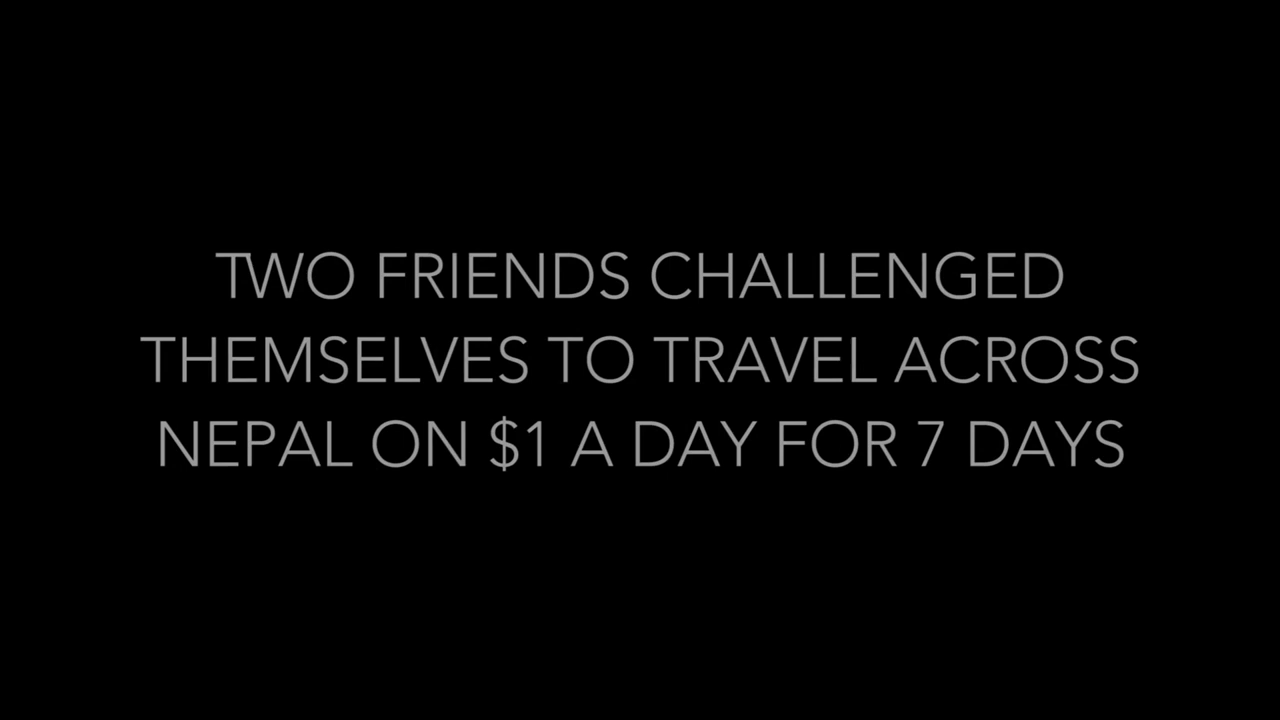 TWO FRIENDS CHALLENGED
THEMSELVES TO TRAVEL ACROSS
NEPAL ON $1 A DAY FOR 7 DAYS